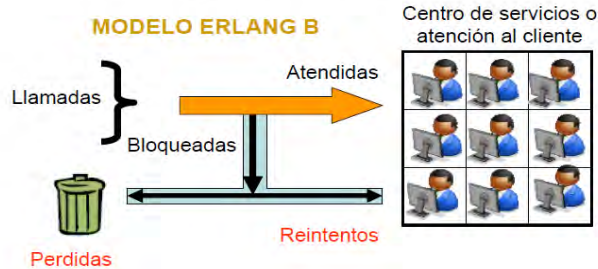 MODELO ERLANG B
Centro de servicios o
atención al cliente
Llamadas
Atendidas
Bloqueadas
Reintentos
Perdidas